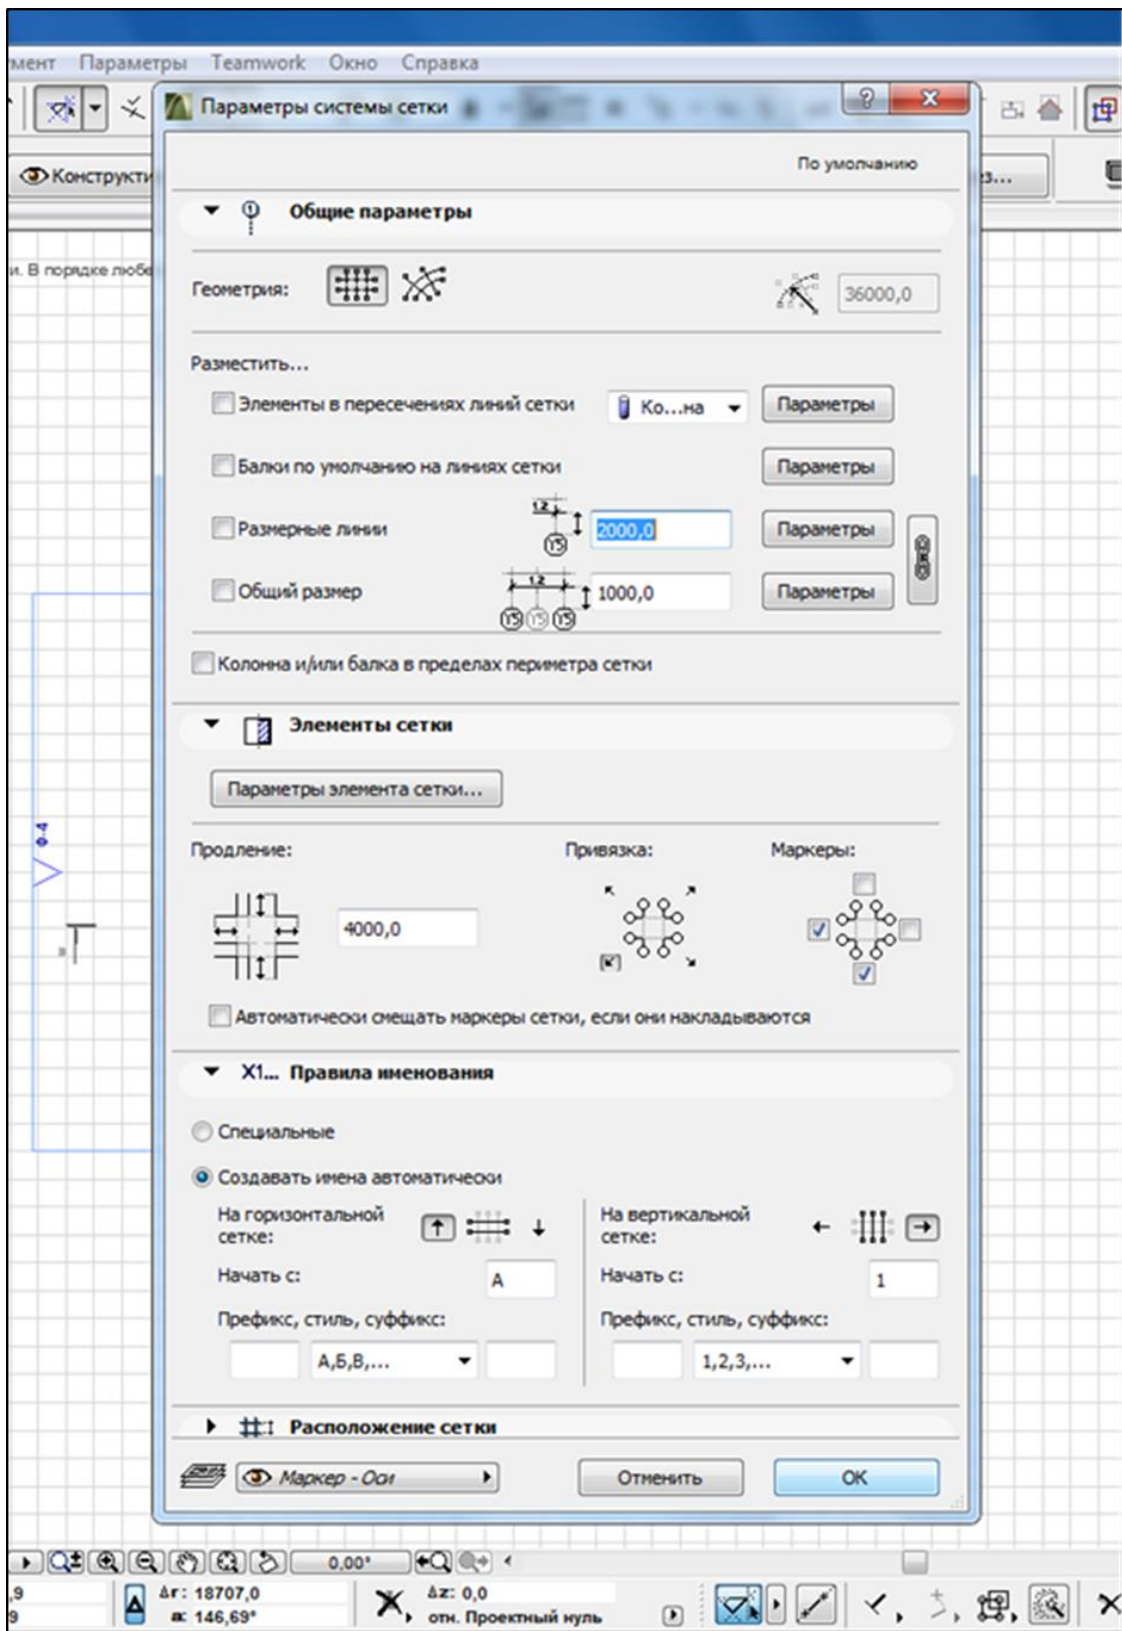 мент Параметры Teamwork Окно Справка
Параметры системы сетки
?
Конструкти
з...
По умолчанию
Общие параметры
и. В порядке любе
Геометрия:
36000,0
Разместить...
Элементы в пересечениях линий сетки Ко...на Параметры
Балки по умолчанию на линиях сетки Параметры
Размерные линии 2000,0 Параметры
Общий размер 1000,0 Параметры
Колонна и/или балка в пределах периметра сетки
Элементы сетки
Параметры элемента сетки...
Ф-4
Продление: Привязка: Маркеры:
4000,0
Автоматически смещать маркеры сетки, если они накладываются
X1... Правила именования
Специальные
Создавать имена автоматически
На горизонтальной сетке: На вертикальной сетке:
Начать с: А Начать с: 1
Префикс, стиль, суффикс: Префикс, стиль, суффикс:
А,Б,В,... 1,2,3,...
Расположение сетки
Маркер - Оси Отменить ОК
0,00°
,9 Δr: 18707,0 Δz: 0,0
9 α: 146,69° отн. Проектный нуль